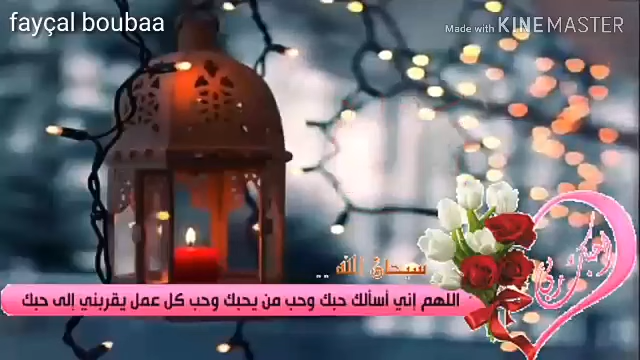 fayçal boubaa
Made with KINEMASTER
سبحان الله ..
اللهم إني أسألك حبك وحب من يحبك وحب كل عمل يقربني إلى حبك